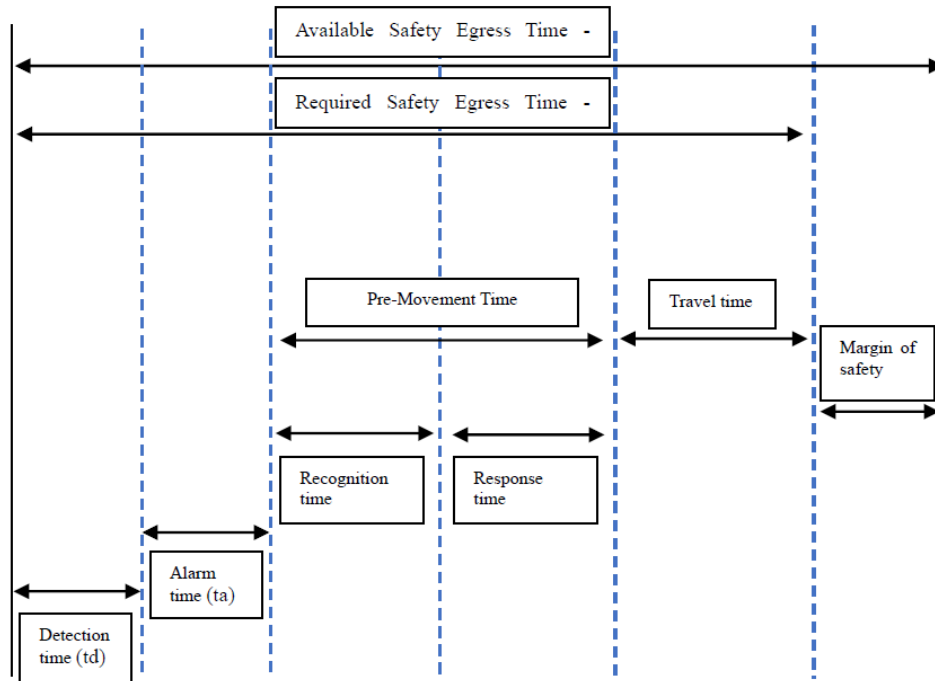 Available Safety Egress Time -
Required Safety Egress Time -
Pre-Movement Time
Travel time
Margin of
safety
Recognition
time
Response
time
Alarm
time (ta)
Detection
time (td)